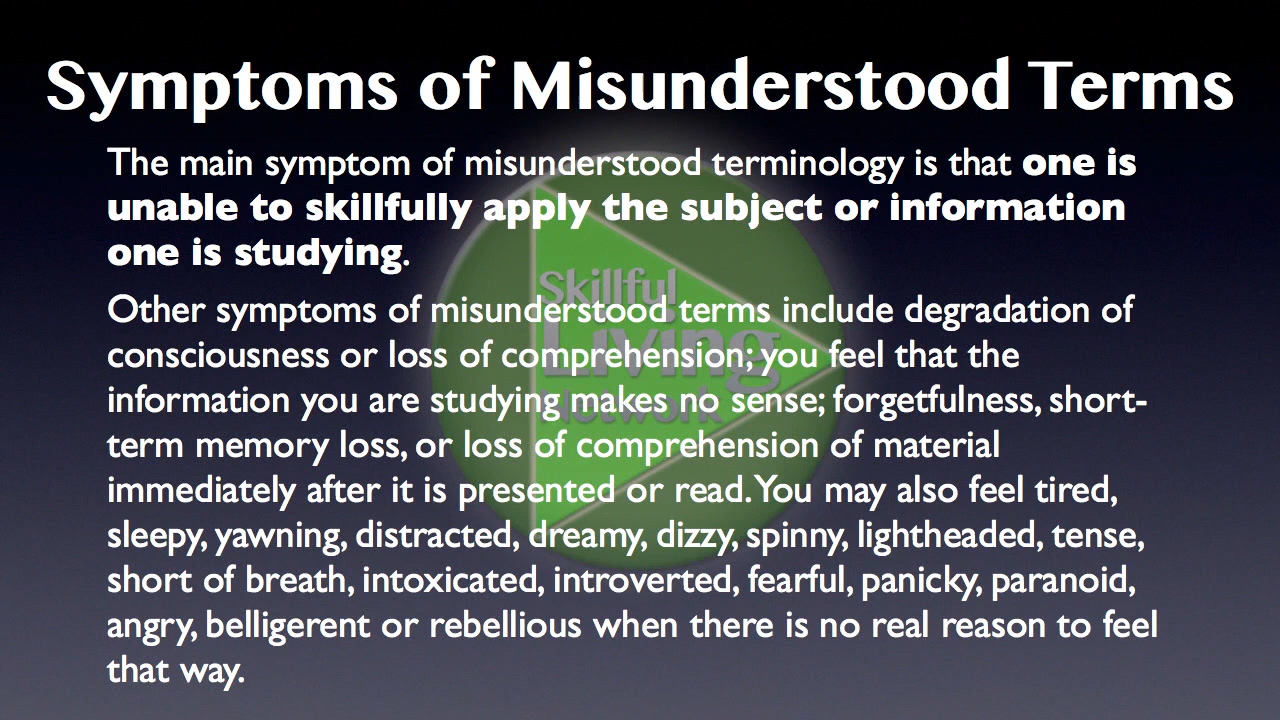 Symptoms of Misunderstood Terms
The main symptom of misunderstood terminology is that one is
unable to skillfully apply the subject or information
one is studying.
Other symptoms of misunderstood terms include degradation of
consciousness or loss of comprehension; you feel that the
information you are studying makes no sense; forgetfulness, short-
term memory loss, or loss of comprehension of material
immediately after it is presented or read. You may also feel tired,
sleepy, yawning, distracted, dreamy, dizzy, spinny, lightheaded, tense,
short of breath, intoxicated, introverted, fearful, panicky, paranoid,
angry, belligerent or rebellious when there is no real reason to feel
that way.
Skillful
Living
Network